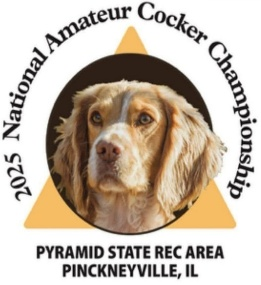 2025 National Amateur Cocker Championship
PYRAMID STATE REC AREA
PINCKNEYVILLE, IL